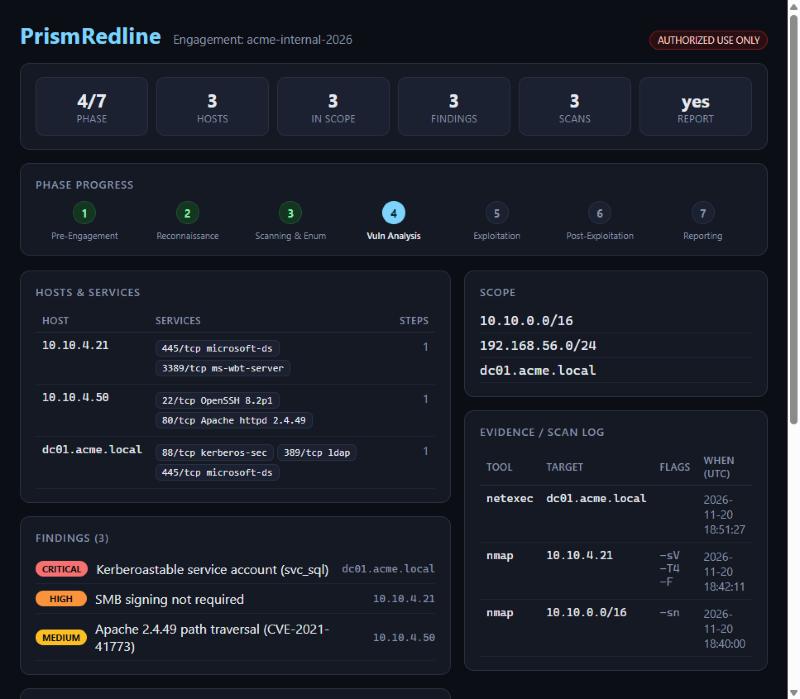 PrismRedline Engagement: acme-internal-2026 AUTHORIZED USE ONLY
4/7 3 3 3 3 yes
PHASE HOSTS IN SCOPE FINDINGS SCANS REPORT
PHASE PROGRESS
1 2 3 4 5 6 7
Pre-Engagement Reconnaissance Scanning & Enum Vuln Analysis Exploitation Post-Exploitation Reporting
HOSTS & SERVICES
HOST SERVICES STEPS
10.10.4.21 445/tcp microsoft-ds 1
3389/tcp ms-wbt-server
10.10.4.50 22/tcp OpenSSH 8.2p1 1
80/tcp Apache httpd 2.4.49
dc01.acme.local 88/tcp kerberos-sec 389/tcp ldap 1
445/tcp microsoft-ds
FINDINGS (3)
CRITICAL Kerberoastable service account (svc_sql) dc01.acme.local
HIGH SMB signing not required 10.10.4.21
MEDIUM Apache 2.4.49 path traversal (CVE-2021-
41773) 10.10.4.50
SCOPE
10.10.0.0/16
192.168.56.0/24
dc01.acme.local
EVIDENCE / SCAN LOG
TOOL TARGET FLAGS WHEN
(UTC)
netexec dc01.acme.local 2026-
11-20
18:51:27
nmap 10.10.4.21 -sV 2026-
-T4 11-20
-F 18:42:11
nmap 10.10.0.0/16 -sn 2026-
11-20
18:40:00